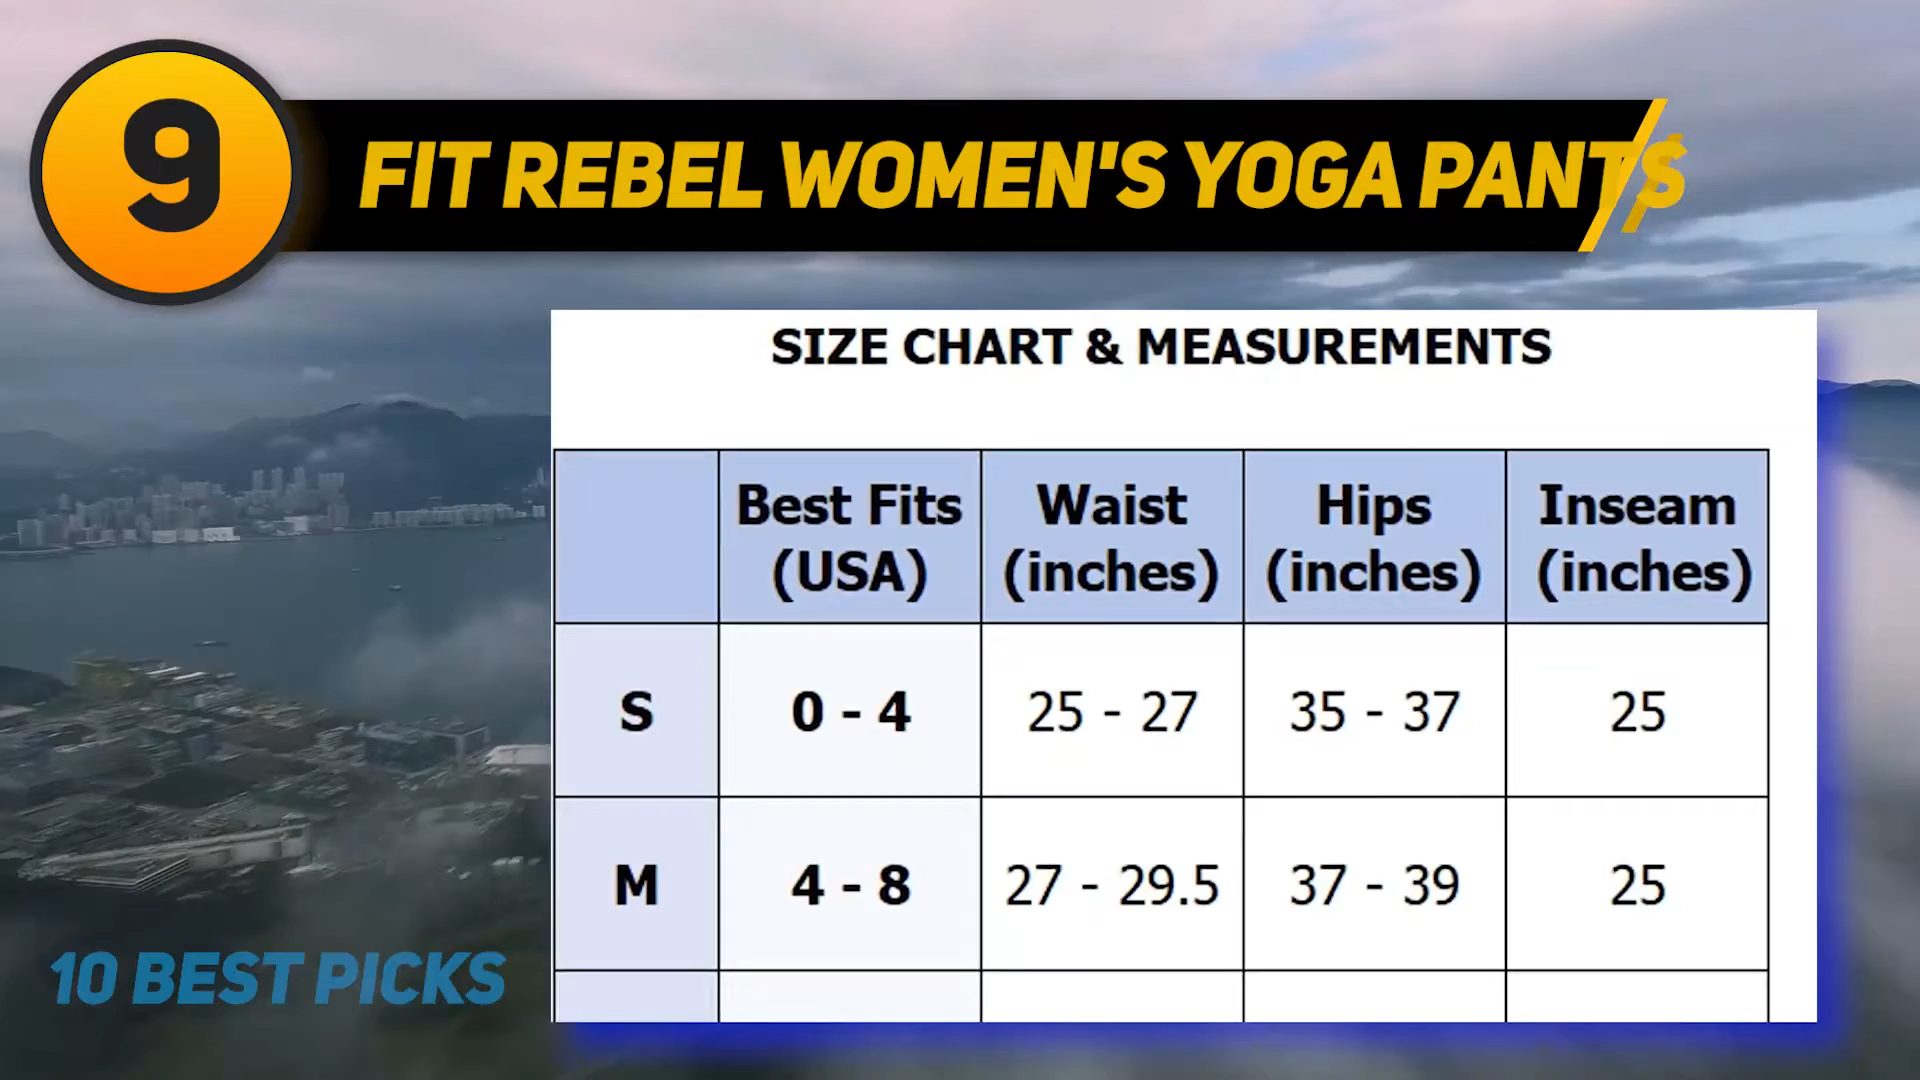 9
FIT REBEL WOMEN'S YOGA PANTS
SIZE CHART & MEASUREMENTS
Best Fits (USA) Waist (inches) Hips (inches) Inseam (inches)
S 0 - 4 25 - 27 35 - 37 25
M 4 - 8 27 - 29.5 37 - 39 25
10 BEST PICKS